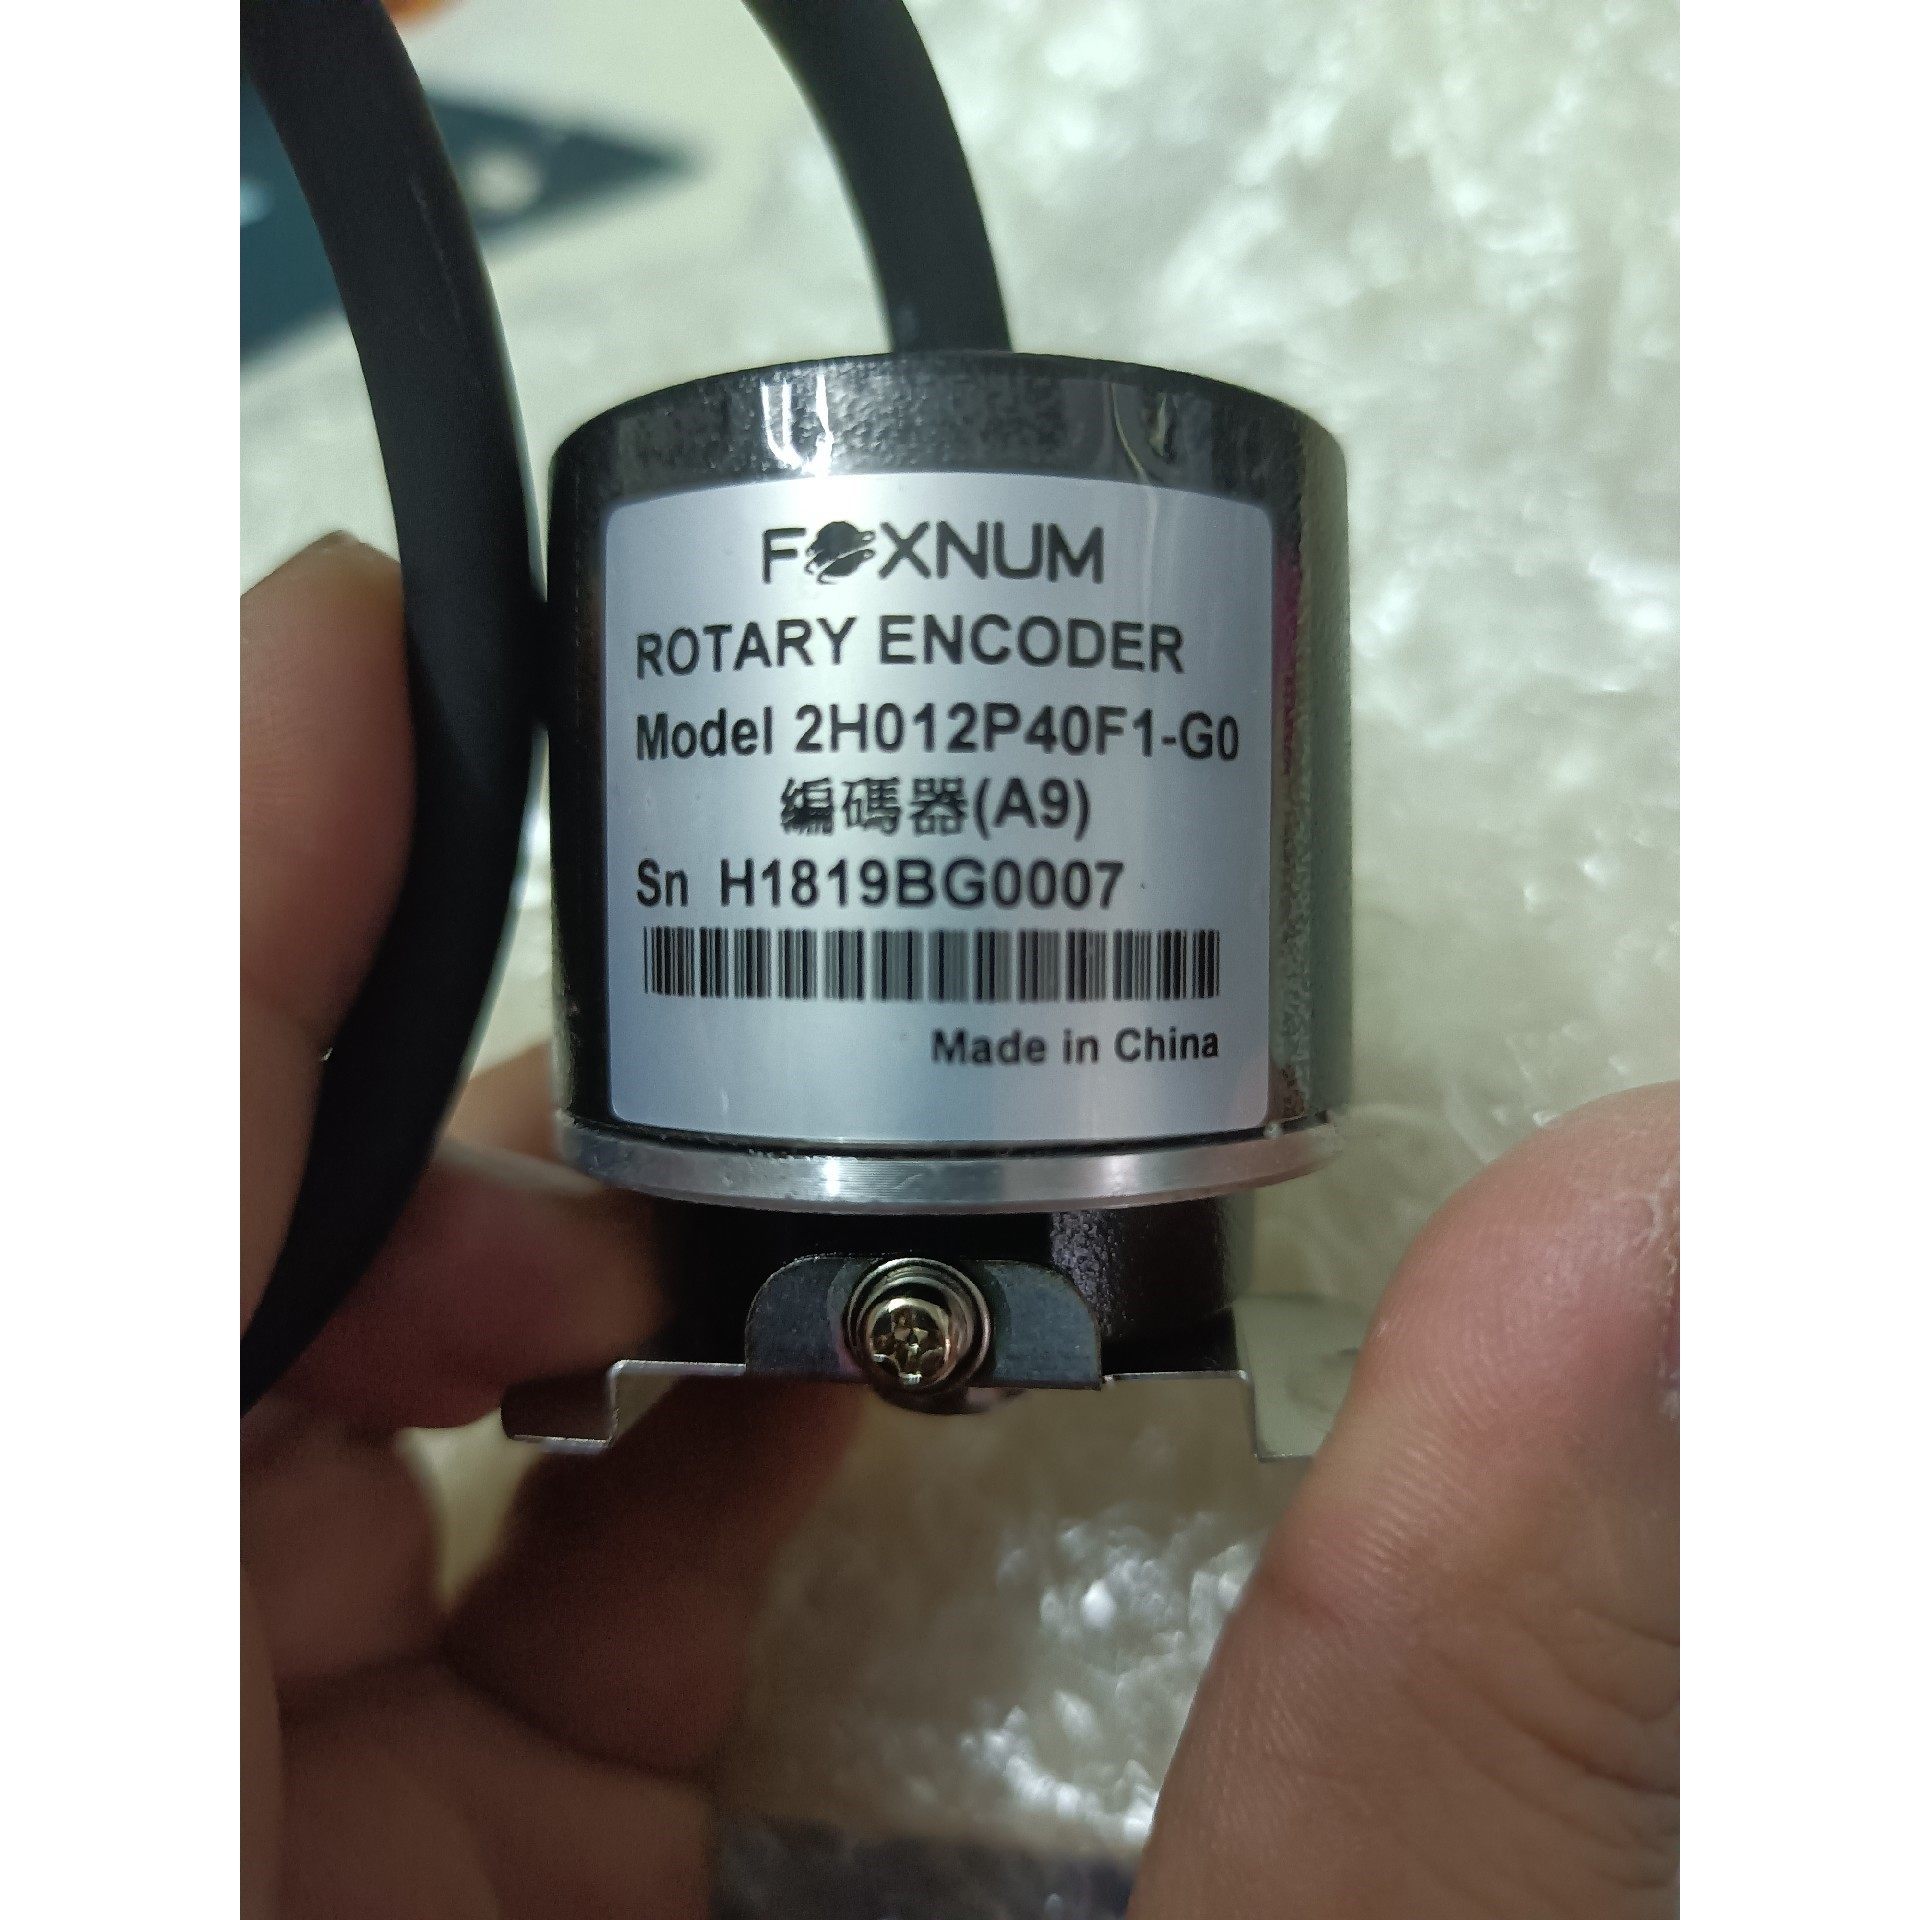 FOXNUM
ROTARY ENCODER
Model 2H012P40F1-G0
編碼器(A9)
Sn H1819BG0007
Made in China